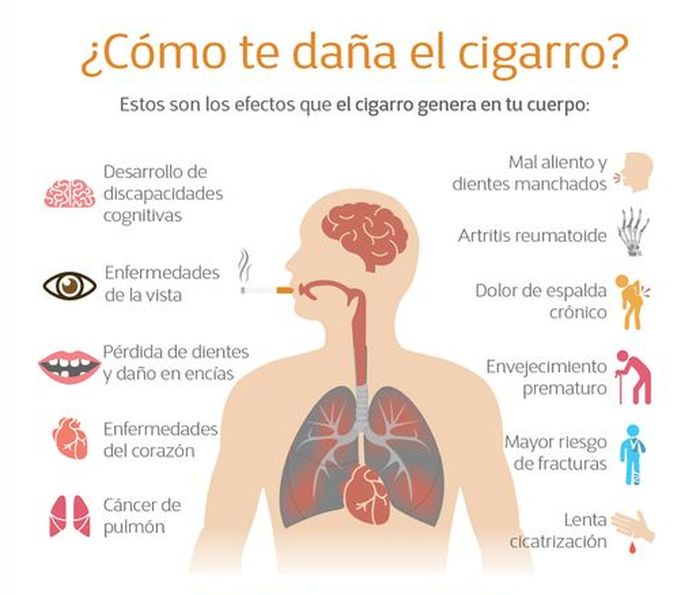 ¿Cómo te daña el cigarro?
Estos son los efectos que el cigarro genera en tu cuerpo:
Desarrollo de
discapacidades
cognitivas
Enfermedades
de la vista
Pérdida de dientes
y daño en encías
Enfermedades
del corazón
Cáncer de
pulmón
Mal aliento y
dientes manchados
Artritis reumatoide
Dolor de espalda
crónico
Envejecimiento
prematuro
Mayor riesgo
de fracturas
Lenta
cicatrización